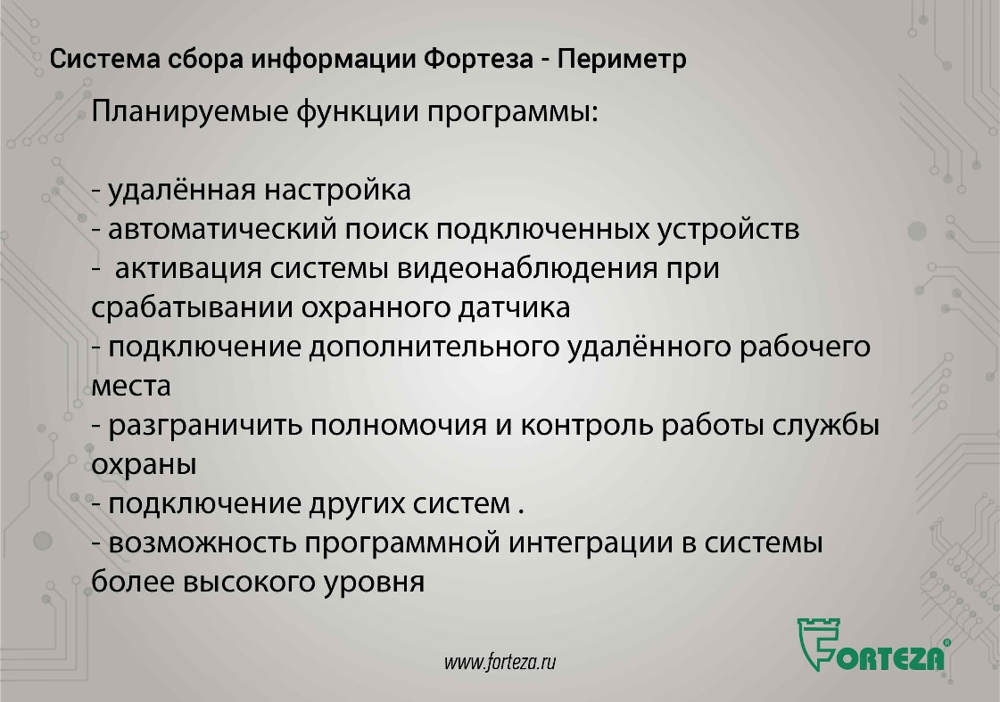 Система сбора информации Фортеза - Периметр
Планируемые функции программы:
- удалённая настройка
- автоматический поиск подключенных устройств
-  активация системы видеонаблюдения при
срабатывании охранного датчика
- подключение дополнительного удалённого рабочего
места
- разграничить полномочия и контроль работы службы
охраны
- подключение других систем .
- возможность программной интеграции в системы
более высокого уровня
www.forteza.ru
FORTEZA®